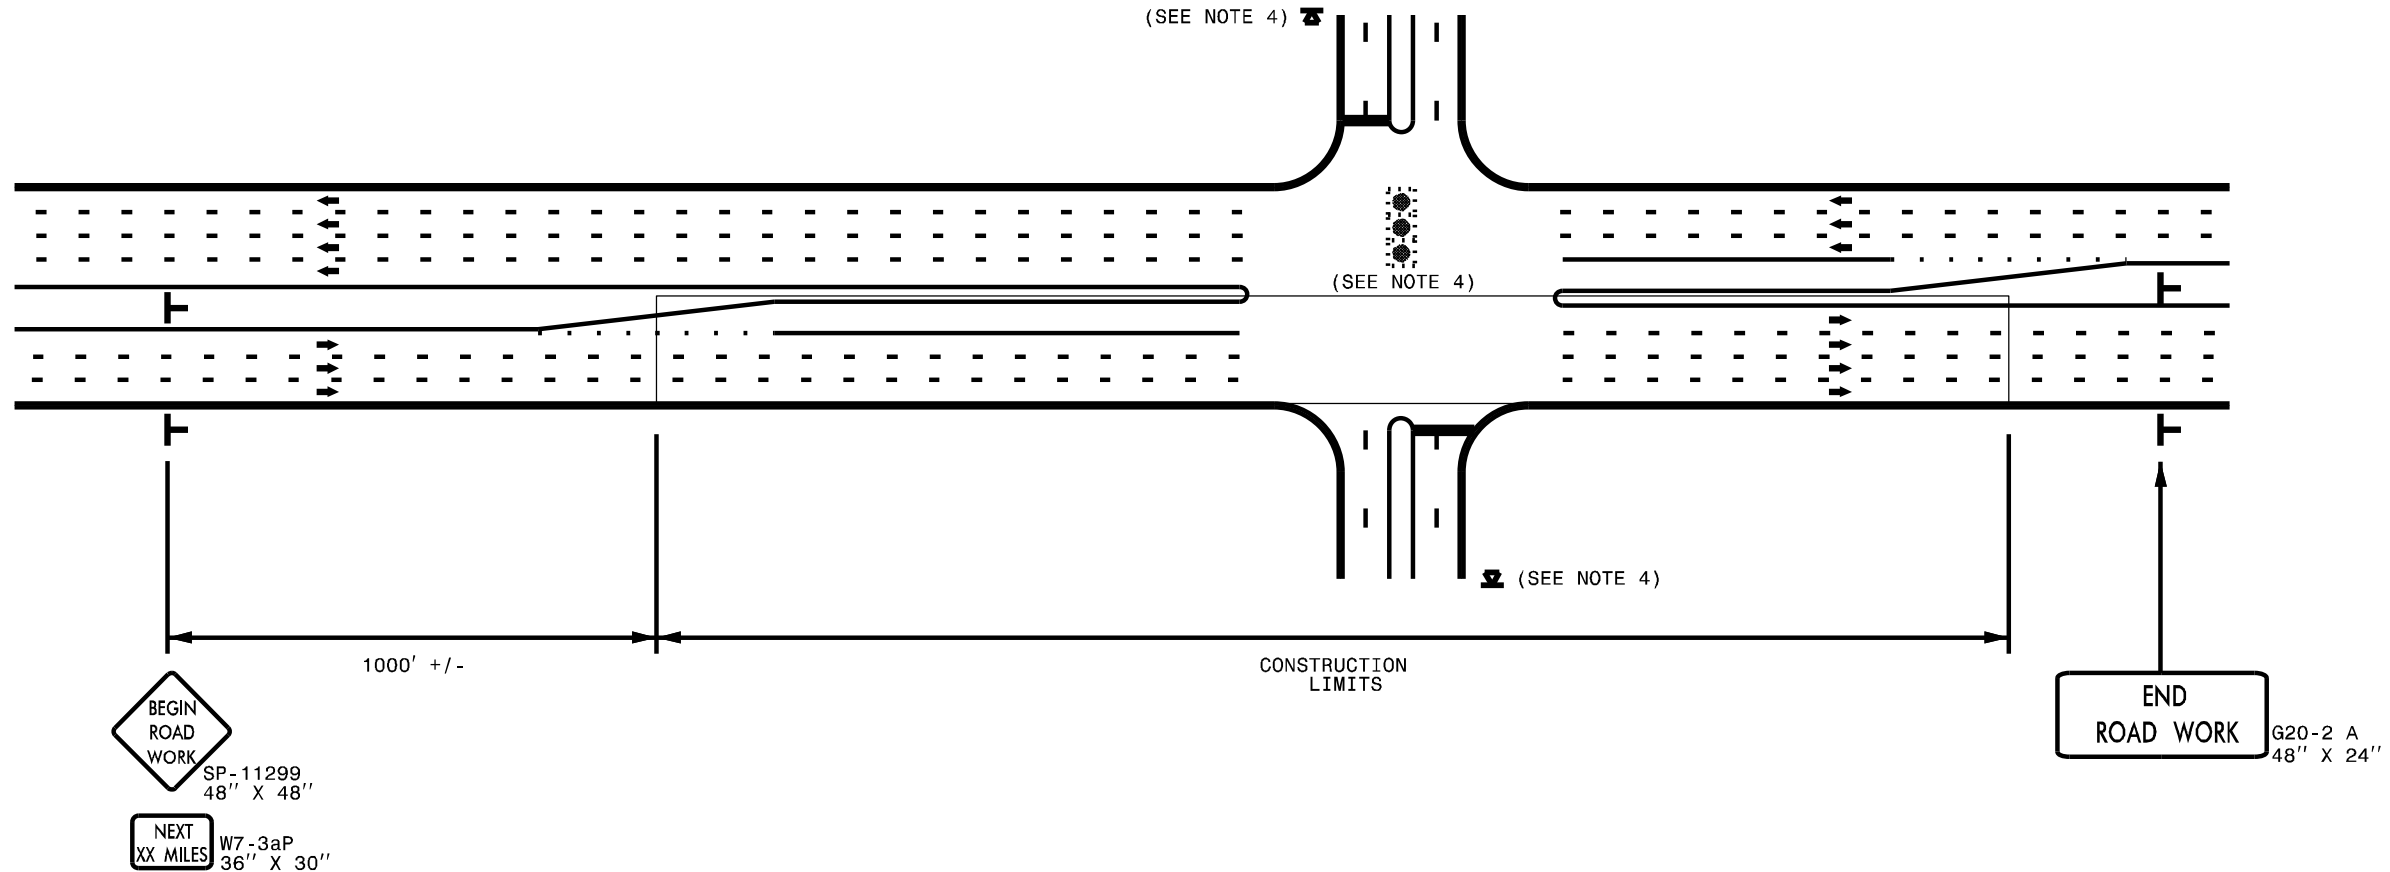 (SEE NOTE 4)
(SEE NOTE 4)
(SEE NOTE 4)
1000' +/-
CONSTRUCTION
LIMITS
BEGIN
ROAD
WORK
SP-11299
48'' X 48''
NEXT
XX MILES
W7-3aP
36'' X 30''
END
ROAD WORK
G20-2 A
48'' X 24''